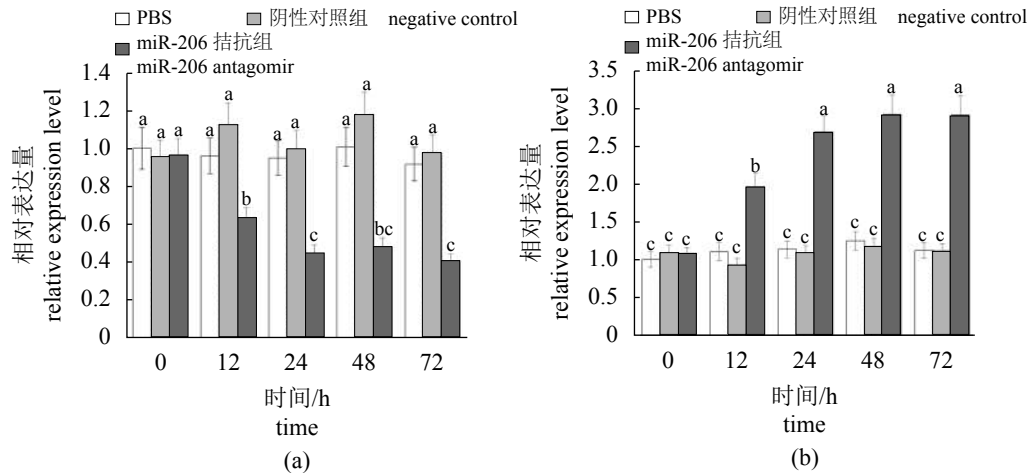 PBS 阴性对照组 negative control
miR-206 拮抗组
miR-206 antagomir
相对表达量
relative expression level
1.4
1.2
1.0
0.8
0.6
0.4
0.2
0
a a a a a b a a c a a bc a a c
0 12 24 48 72
时间/h
time
(a)
PBS 阴性对照组 negative control
miR-206 拮抗组
miR-206 antagomir
相对表达量
relative expression level
3.5
3.0
2.5
2.0
1.5
1.0
0.5
0
c c c c c b c c a c c a c c a
0 12 24 48 72
时间/h
time
(b)